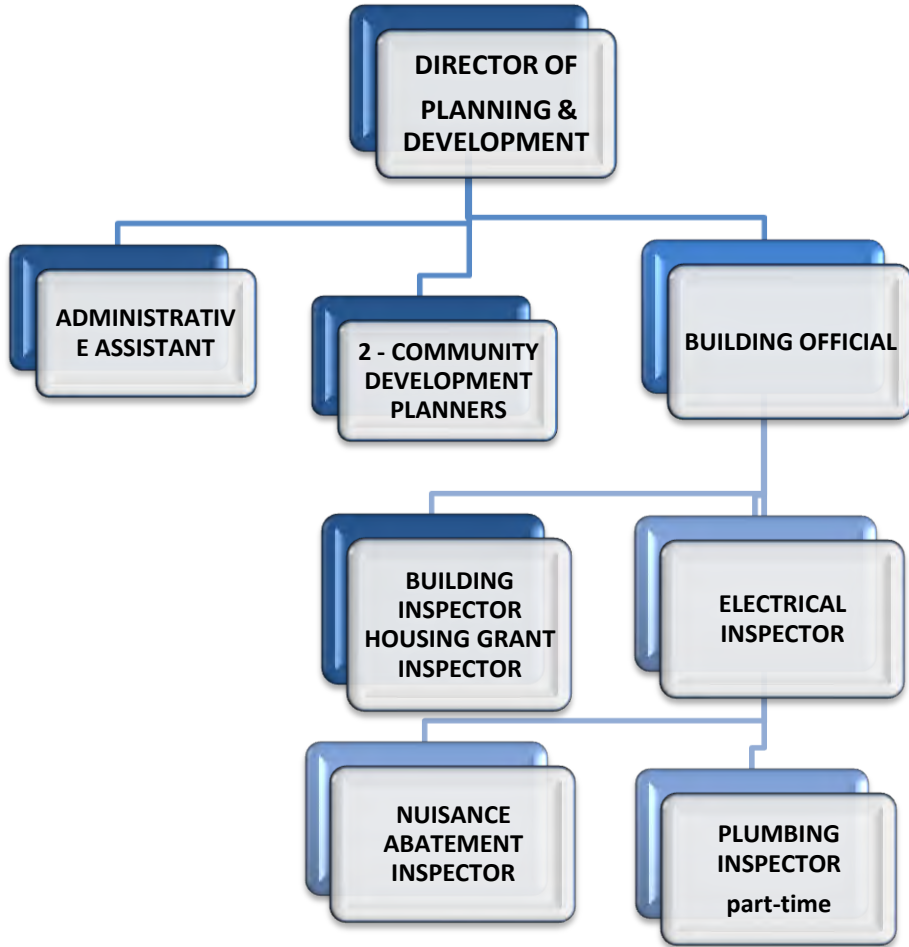 DIRECTOR OF
PLANNING &
DEVELOPMENT
ADMINISTRATIV
E ASSISTANT
2 - COMMUNITY
DEVELOPMENT
PLANNERS
BUILDING OFFICIAL
BUILDING
INSPECTOR
HOUSING GRANT
INSPECTOR
ELECTRICAL
INSPECTOR
NUISANCE
ABATEMENT
INSPECTOR
PLUMBING
INSPECTOR
part-time